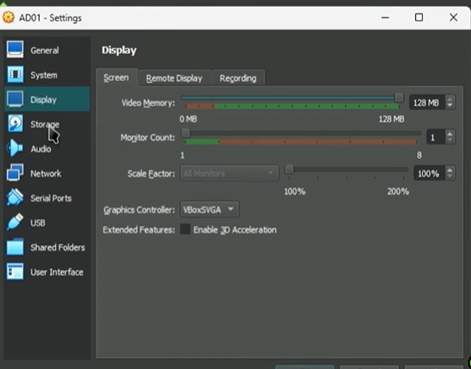 AD01 - Settings
General
System
Display
Storage
Audio
Network
Serial Ports
USB
Shared Folders
User Interface
Display
Screen Remote Display Recording
Video Memory: 128 MB
0 MB 128 MB
Monitor Count: 1
1 8
Scale Factor: All Monitors 100%
100% 200%
Graphics Controller: VBoxSVGA
Extended Features: Enable 3D Acceleration